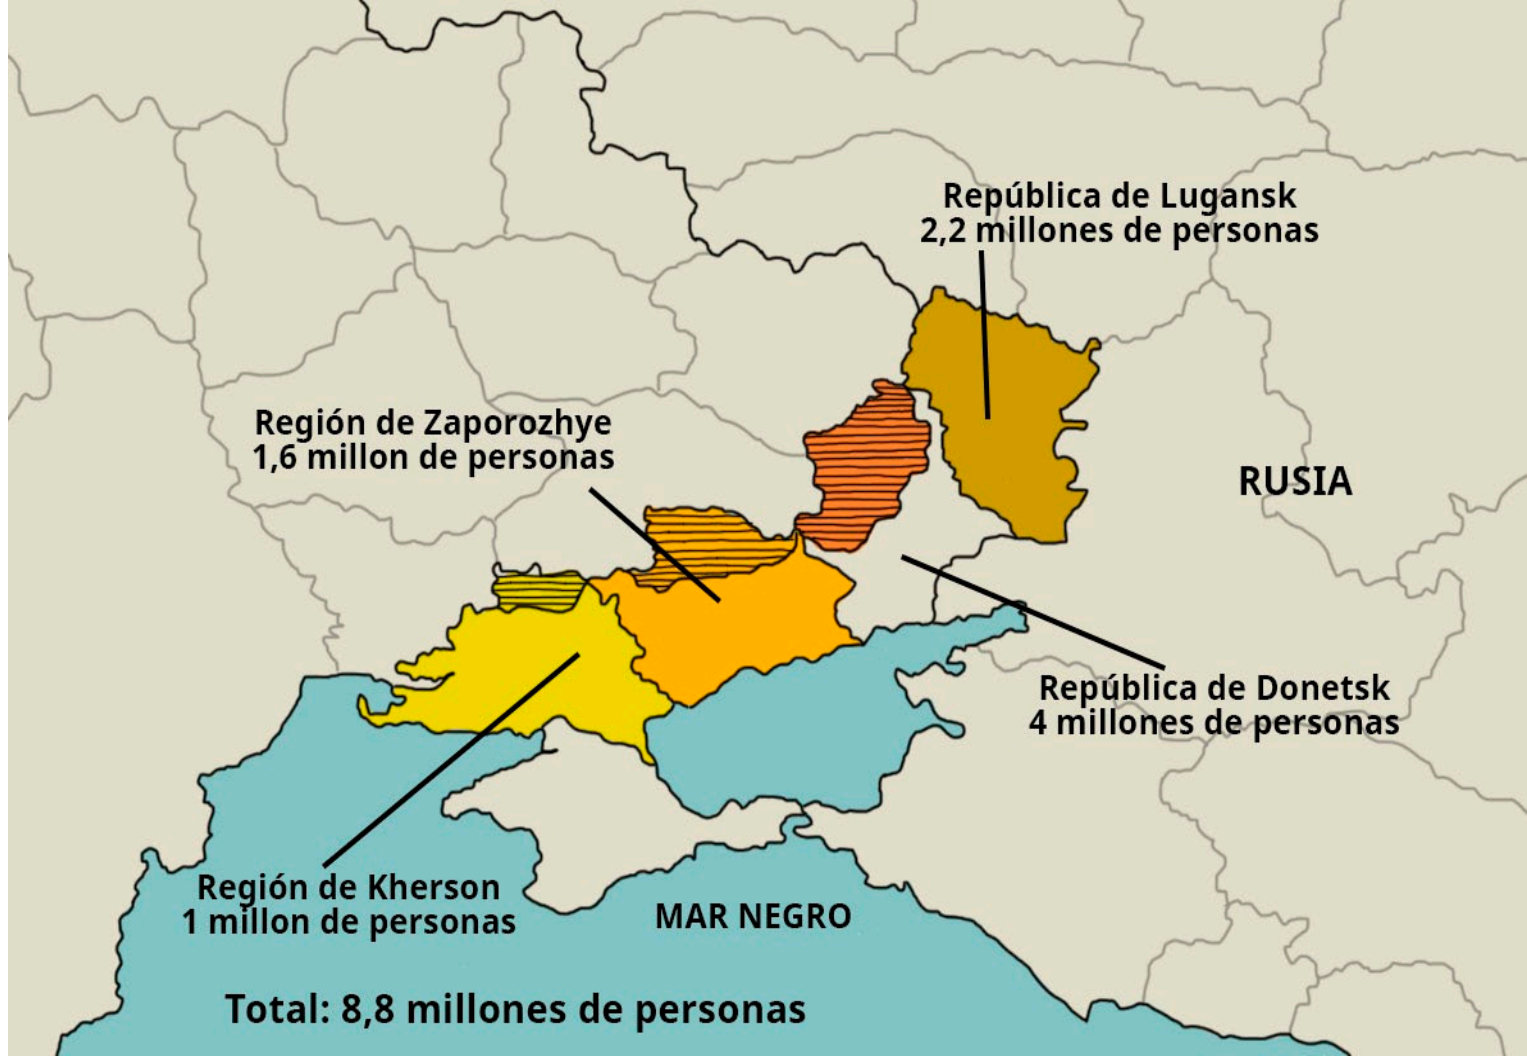 República de Lugansk
2,2 millones de personas
Región de Zaporozhye
1,6 millon de personas
RUSIA
República de Donetsk
4 millones de personas
Región de Kherson
1 millon de personas
MAR NEGRO
Total: 8,8 millones de personas